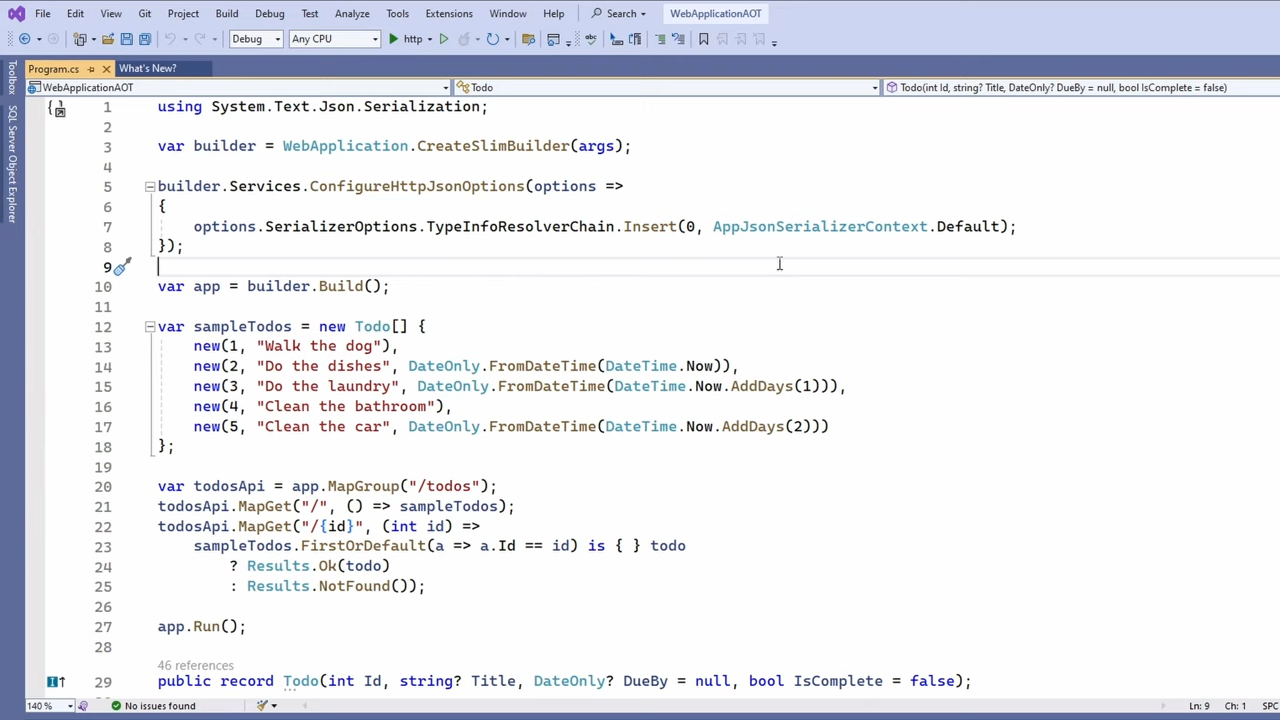 File Edit View Git Project Build Debug Test Analyze Tools Extensions Window Help Search WebApplicationAOT
Debug Any CPU http
Program.cs What's New?
WebApplicationAOT Todo Todo(int Id, string? Title, DateOnly? DueBy = null, bool IsComplete = false)
Toolbox
SQL Server Object Explorer
1 using System.Text.Json.Serialization;
2
3 var builder = WebApplication.CreateSlimBuilder(args);
4
5 builder.Services.ConfigureHttpJsonOptions(options =>
6 {
7 options.SerializerOptions.TypeInfoResolverChain.Insert(0, AppJsonSerializerContext.Default);
8 });
9
10 var app = builder.Build();
11
12 var sampleTodos = new Todo[] {
13 new(1, "Walk the dog"),
14 new(2, "Do the dishes", DateOnly.FromDateTime(DateTime.Now)),
15 new(3, "Do the laundry", DateOnly.FromDateTime(DateTime.Now.AddDays(1))),
16 new(4, "Clean the bathroom"),
17 new(5, "Clean the car", DateOnly.FromDateTime(DateTime.Now.AddDays(2)))
18 };
19
20 var todosApi = app.MapGroup("/todos");
21 todosApi.MapGet("/", () => sampleTodos);
22 todosApi.MapGet("/{id}", (int id) =>
23 sampleTodos.FirstOrDefault(a => a.Id == id) is { } todo
24 ? Results.Ok(todo)
25 : Results.NotFound());
26
27 app.Run();
28
46 references
29 public record Todo(int Id, string? Title, DateOnly? DueBy = null, bool IsComplete = false);
140 % No issues found Ln: 9 Ch: 1 SPC